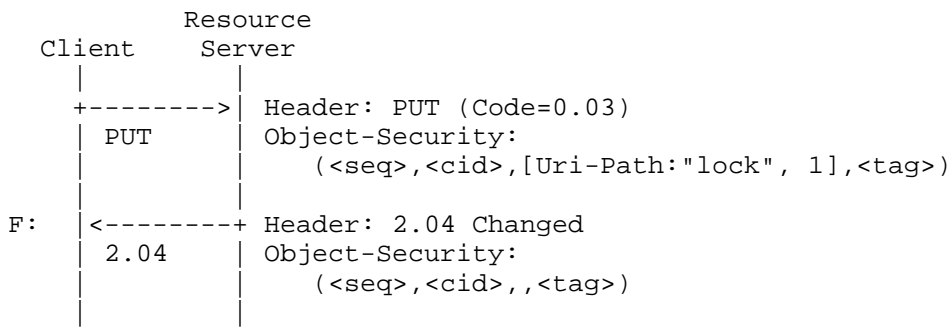 Resource
  Client     Server
    |          |
    +-------->| Header: PUT (Code=0.03)
    | PUT      | Object-Security:
    |          |   (<seq>,<cid>,[Uri-Path:"lock", 1],<tag>)
    |          |
F:  |<--------+ Header: 2.04 Changed
    | 2.04     | Object-Security:
    |          |   (<seq>,<cid>,,<tag>)
    |          |